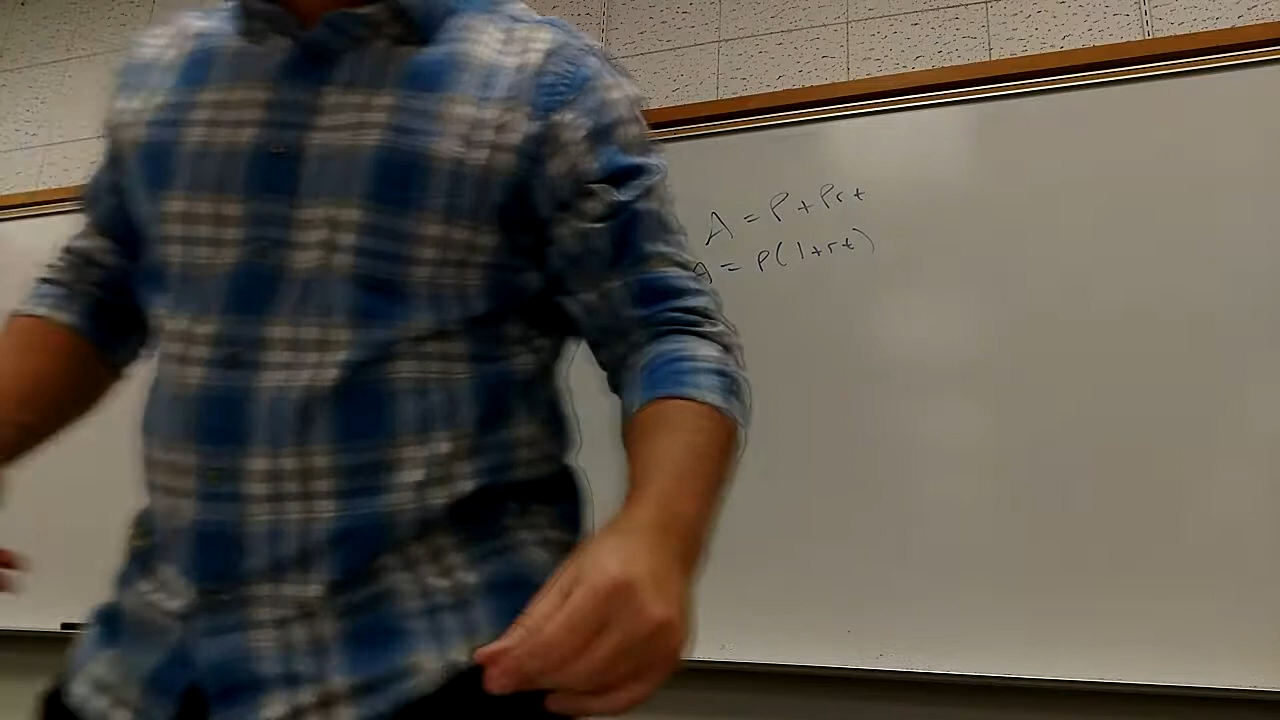 A = P + Prt
A = P(1+rt)